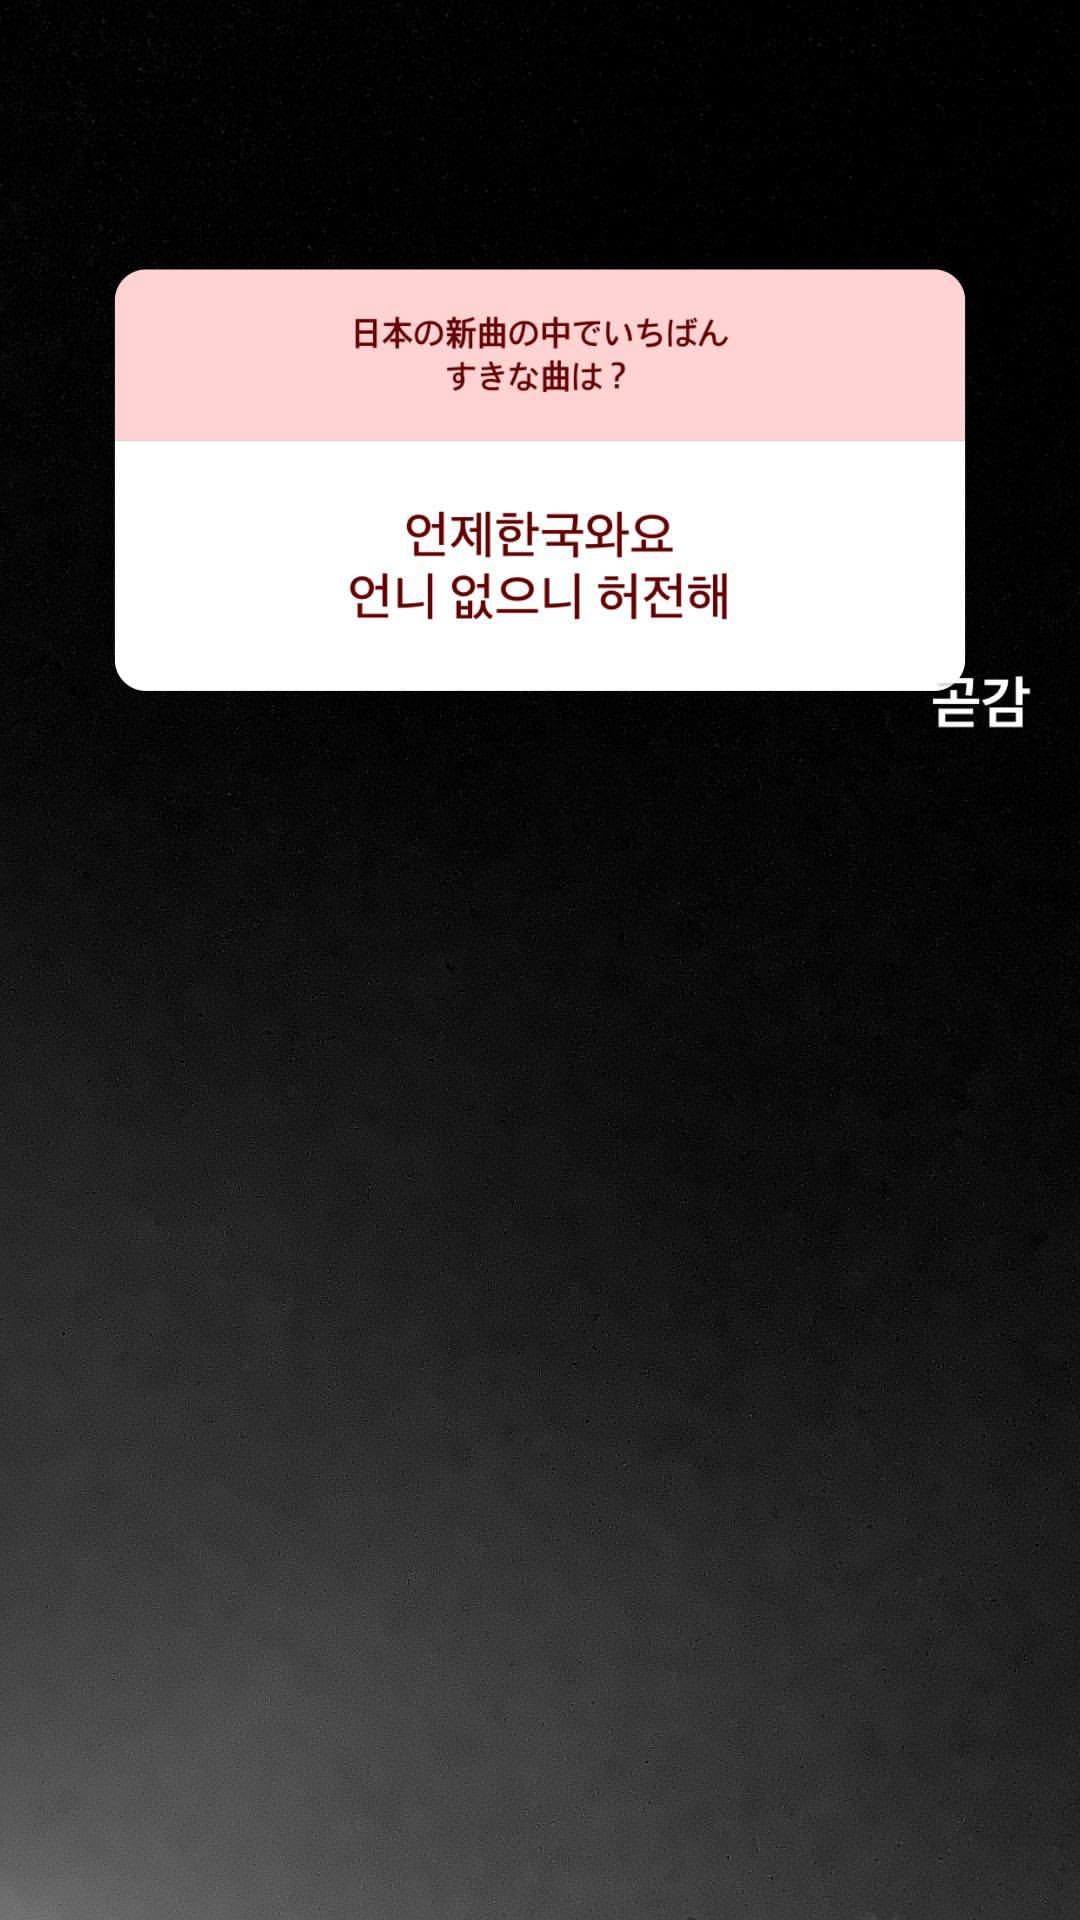 日本の新曲の中でいちばん
すきな曲は？
언제한국와요
언니 없으니 허전해
곧감